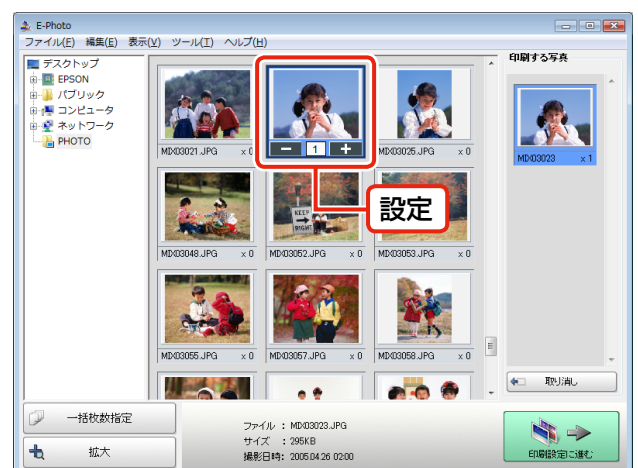 E-Photo
ファイル(F) 編集(E) 表示(V) ツール(T) ヘルプ(H)
デスクトップ
EPSON
パブリック
コンピュータ
ネットワーク
PHOTO
印刷する写真
MDX03021.JPG x 0
1
MDX03025.JPG x 0
MDX03023 x 1
設定
KEEP
RIGHT
MDX03048.JPG x 0
MDX03052.JPG x 0
MDX03053.JPG x 0
MDX03055.JPG x 0
MDX03057.JPG x 0
MDX03058.JPG x 0
取り消し
一括枚数指定
拡大
ファイル : MDX03023.JPG
サイズ : 295KB
撮影日時: 2005.04.26 02:00
印刷設定に進む